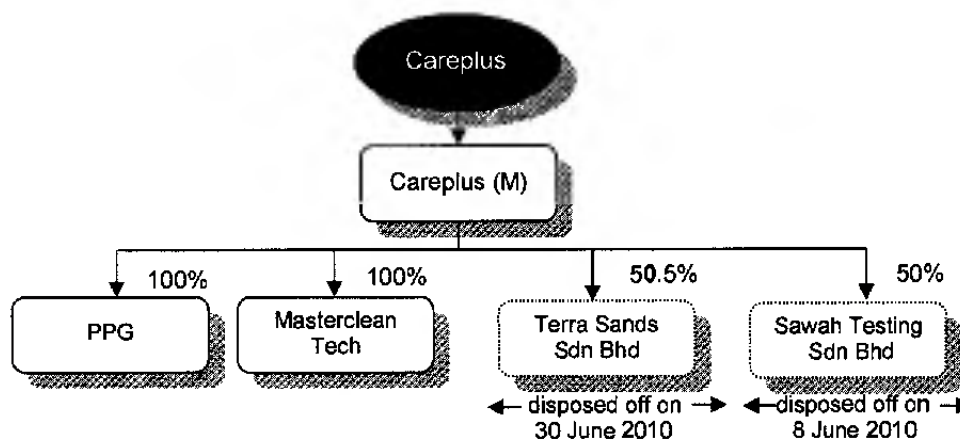 Careplus
Careplus (M)
100%
100%
50.5%
50%
PPG
Masterclean
Tech
Terra Sands
Sdn Bhd
Sawah Testing
Sdn Bhd
disposed off on
30 June 2010
disposed off on
8 June 2010